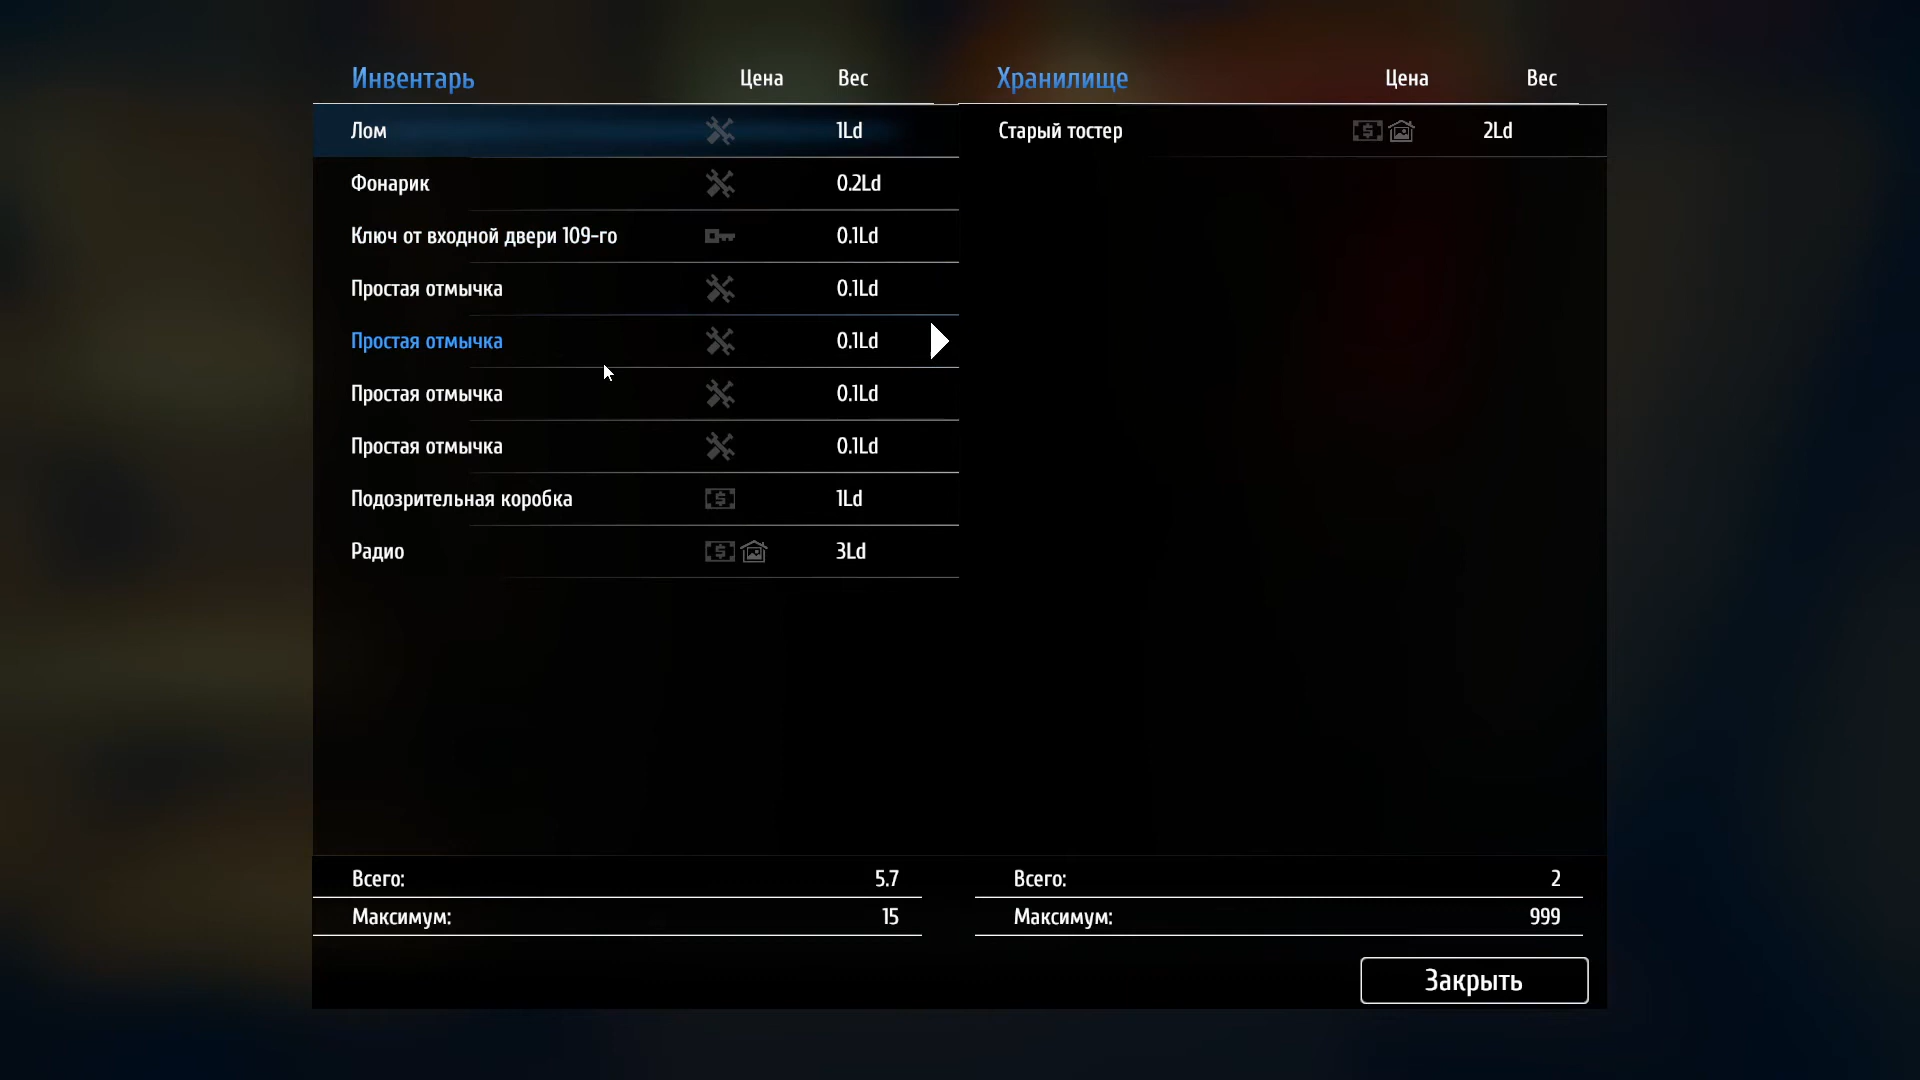 Инвентарь Цена Вес
Лом 1Ld
Фонарик 0.2Ld
Ключ от входной двери 109-го 0.1Ld
Простая отмычка 0.1Ld
Простая отмычка 0.1Ld
Простая отмычка 0.1Ld
Простая отмычка 0.1Ld
Подозрительная коробка 1Ld
Радио 3Ld
Всего: 5.7
Максимум: 15
Хранилище Цена Вес
Старый тостер 2Ld
Всего: 2
Максимум: 999
Закрыть